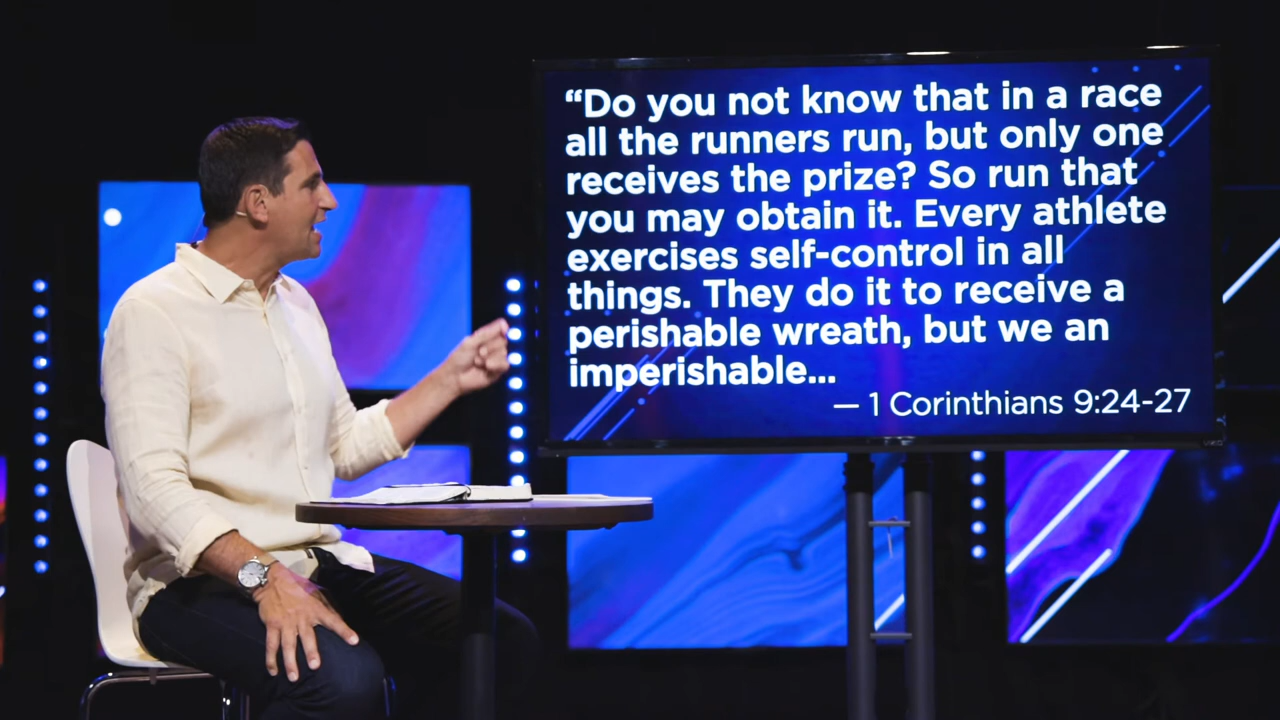 “Do you not know that in a race
all the runners run, but only one
receives the prize? So run that
you may obtain it. Every athlete
exercises self-control in all
things. They do it to receive a
perishable wreath, but we an
imperishable...
— 1 Corinthians 9:24-27